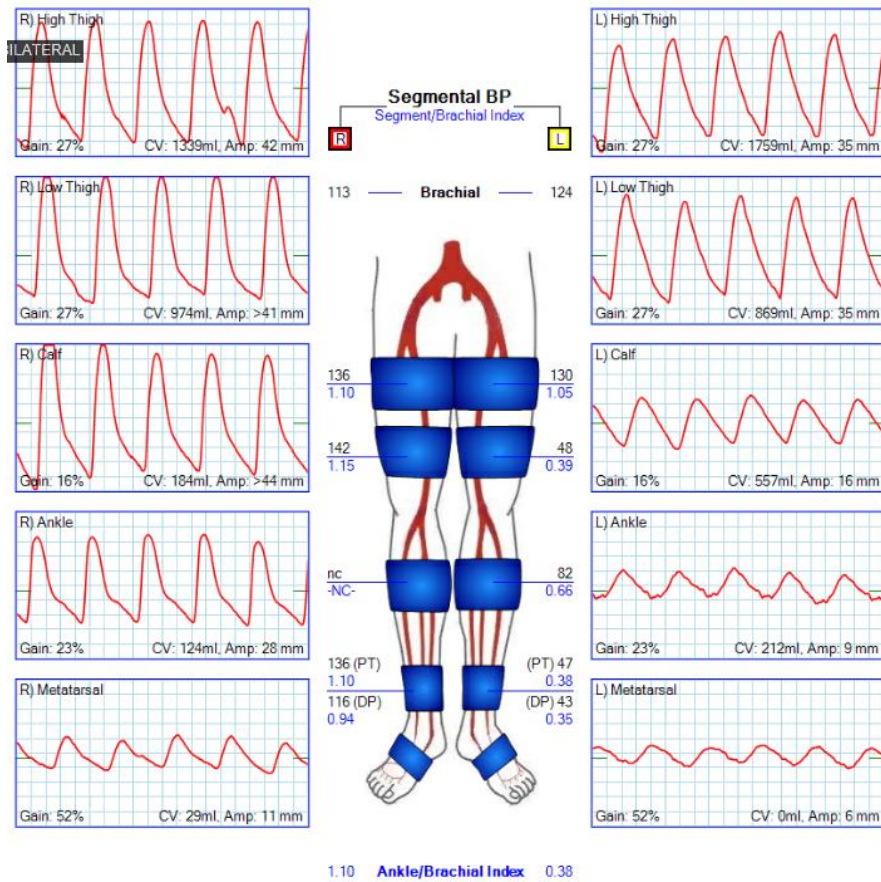 R) High Thigh
BILATERAL
Gain: 27% CV: 1339ml, Amp: 42 mm
R) Low Thigh
Gain: 27% CV: 974ml, Amp: >41 mm
R) Calf
Gain: 16% CV: 184ml, Amp: >44 mm
R) Ankle
Gain: 23% CV: 124ml, Amp: 28 mm
R) Metatarsal
Gain: 52% CV: 29ml, Amp: 11 mm
Segmental BP
Segment/Brachial Index
R L
113 Brachial 124
136 130
1.10 1.05
142 48
1.15 0.39
nc 82
-NC- 0.66
136 (PT) (PT) 47
1.10 0.38
116 (DP) (DP) 43
0.94 0.35
1.10 Ankle/Brachial Index 0.38
L) High Thigh
Gain: 27% CV: 1759ml, Amp: 35 mm
L) Low Thigh
Gain: 27% CV: 869ml, Amp: 35 mm
L) Calf
Gain: 16% CV: 557ml, Amp: 16 mm
L) Ankle
Gain: 23% CV: 212ml, Amp: 9 mm
L) Metatarsal
Gain: 52% CV: 0ml, Amp: 6 mm